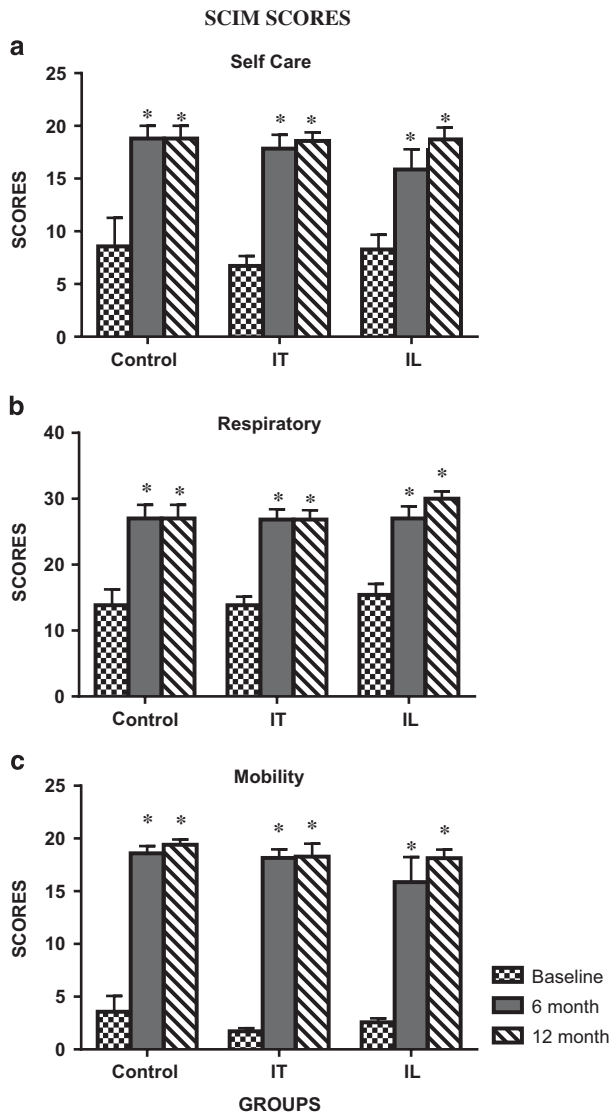 SCIM SCORES
a
Self Care
25
20
15
10
5
0
SCORES
* * * * * *
Control IT IL
b
Respiratory
40
30
20
10
0
SCORES
* * * * * *
Control IT IL
c
Mobility
25
20
15
10
5
0
SCORES
* * * * * *
Control IT IL
GROUPS
Baseline
6 month
12 month